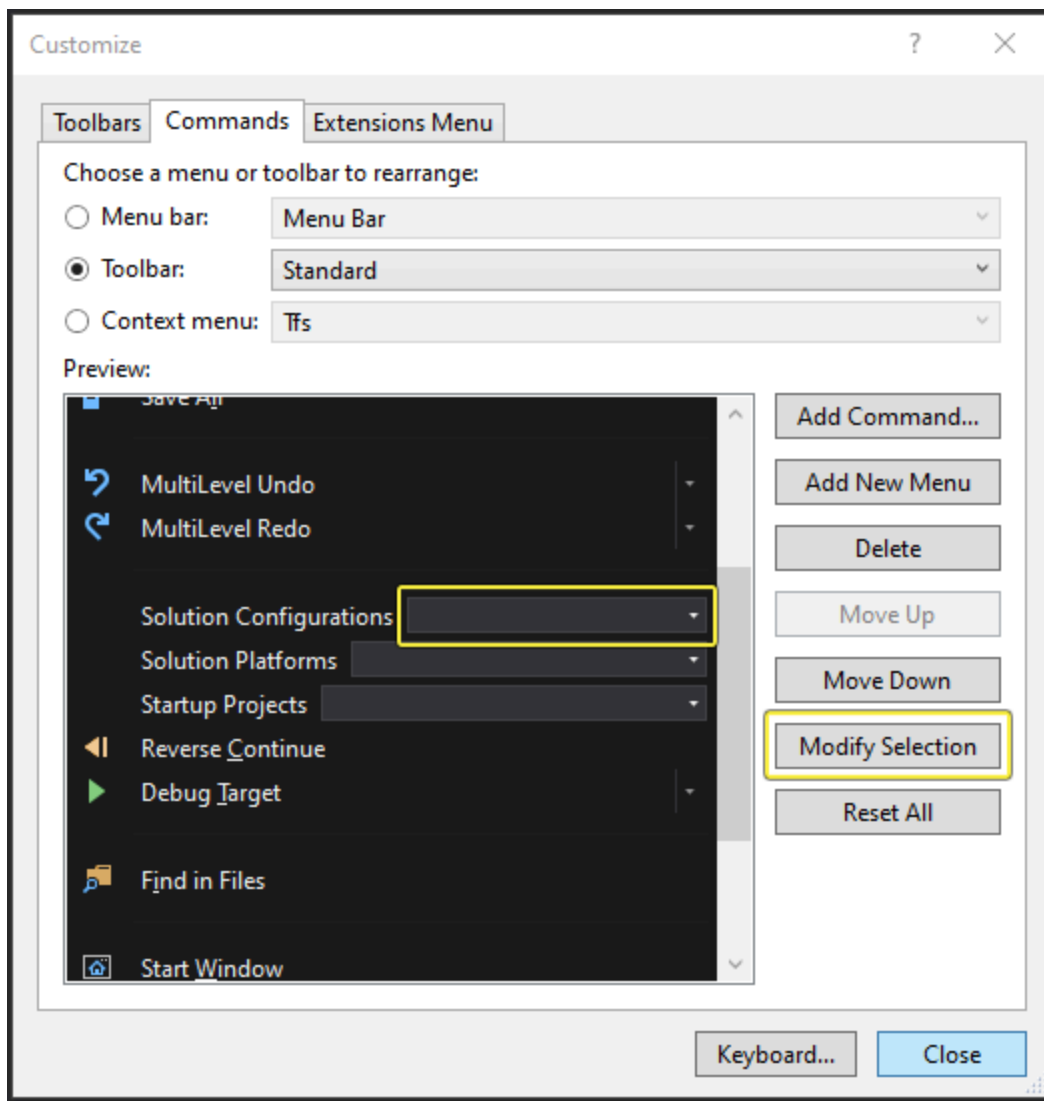 Customize ?
Toolbars Commands Extensions Menu
Choose a menu or toolbar to rearrange:
Menu bar: Menu Bar
Toolbar: Standard
Context menu: Tfs
Preview:
Save All
Add Command...
MultiLevel Undo
Add New Menu
MultiLevel Redo
Delete
Solution Configurations
Move Up
Solution Platforms
Move Down
Startup Projects
Reverse Continue
Modify Selection
Debug Target
Reset All
Find in Files
Start Window
Keyboard... Close